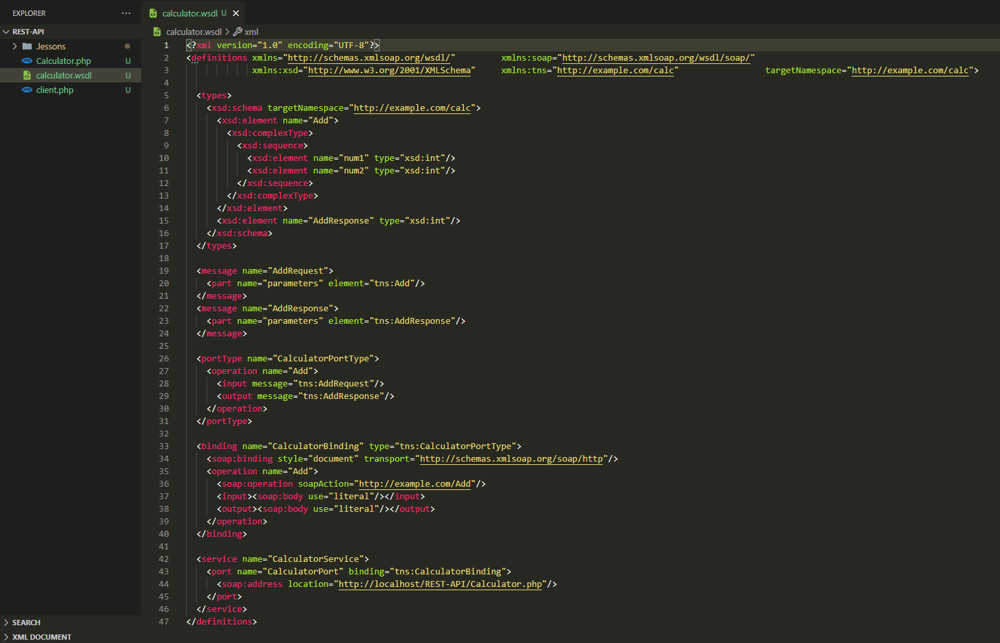 EXPLORER ···
REST-API
.lessons
Calculator.php U
calculator.wsdl U
client.php U
SEARCH
XML DOCUMENT
calculator.wsdl U
calculator.wsdl > xml
1 <?xml version="1.0" encoding="UTF-8"?>
2 <definitions xmlns="http://schemas.xmlsoap.org/wsdl/" xmlns:soap="http://schemas.xmlsoap.org/wsdl/soap/"
3 xmlns:xsd="http://www.w3.org/2001/XMLSchema" xmlns:tns="http://example.com/calc" targetNamespace="http://example.com/calc">
4
5 <types>
6 <xsd:schema targetNamespace="http://example.com/calc">
7 <xsd:element name="Add">
8 <xsd:complexType>
9 <xsd:sequence>
10 <xsd:element name="num1" type="xsd:int"/>
11 <xsd:element name="num2" type="xsd:int"/>
12 </xsd:sequence>
13 </xsd:complexType>
14 </xsd:element>
15 <xsd:element name="AddResponse" type="xsd:int"/>
16 </xsd:schema>
17 </types>
18
19 <message name="AddRequest">
20 <part name="parameters" element="tns:Add"/>
21 </message>
22 <message name="AddResponse">
23 <part name="parameters" element="tns:AddResponse"/>
24 </message>
25
26 <portType name="CalculatorPortType">
27 <operation name="Add">
28 <input message="tns:AddRequest"/>
29 <output message="tns:AddResponse"/>
30 </operation>
31 </portType>
32
33 <binding name="CalculatorBinding" type="tns:CalculatorPortType">
34 <soap:binding style="document" transport="http://schemas.xmlsoap.org/soap/http"/>
35 <operation name="Add">
36 <soap:operation soapAction="http://example.com/Add"/>
37 <input><soap:body use="literal"/></input>
38 <output><soap:body use="literal"/></output>
39 </operation>
40 </binding>
41
42 <service name="CalculatorService">
43 <port name="CalculatorPort" binding="tns:CalculatorBinding">
44 <soap:address location="http://localhost/REST-API/Calculator.php"/>
45 </port>
46 </service>
47 </definitions>